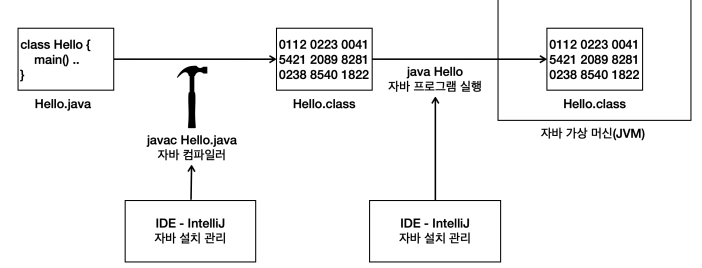 class Hello {
main() ..
}
Hello.java
javac Hello.java
자바 컴파일러
IDE - IntelliJ
자바 설치 관리
0112 0223 0041
5421 2089 8281
0238 8540 1822
Hello.class
java Hello
자바 프로그램 실행
IDE - IntelliJ
자바 설치 관리
0112 0223 0041
5421 2089 8281
0238 8540 1822
Hello.class
자바 가상 머신(JVM)